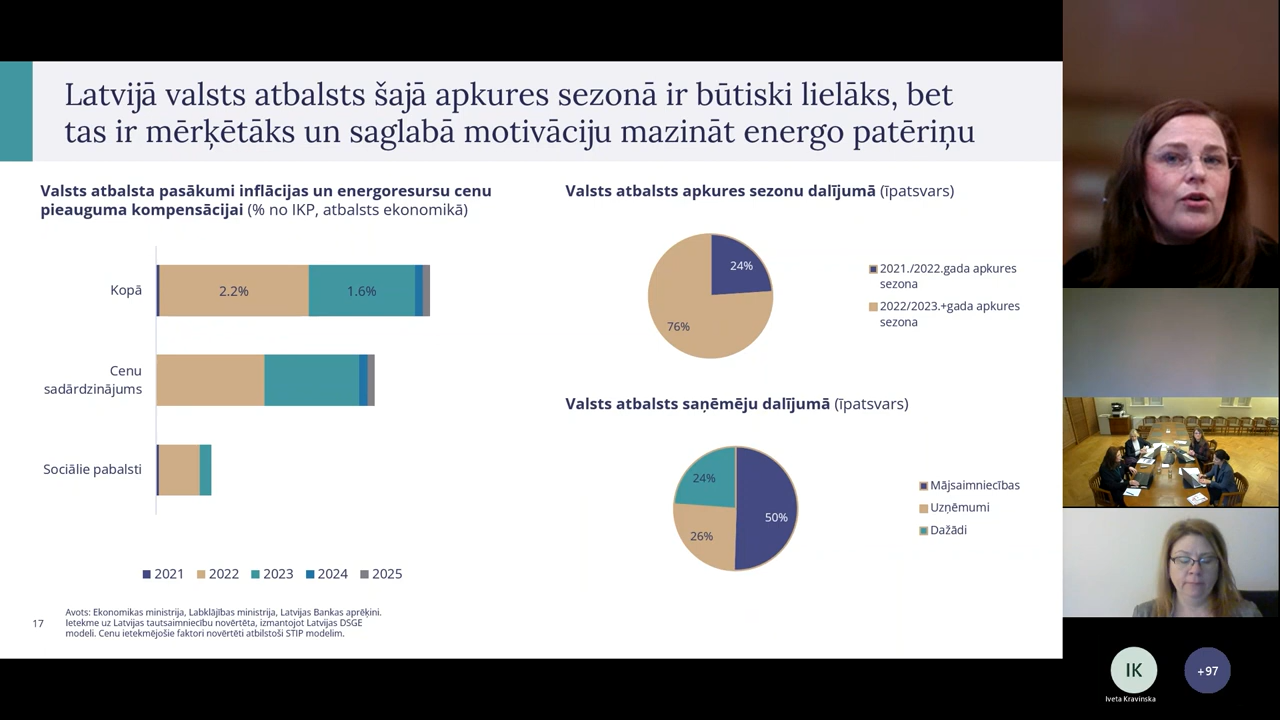 Latvijā valsts atbalsts šajā apkures sezonā ir būtiski lielāks, bet
tas ir mērķētāks un saglabā motivāciju mazināt energo patēriņu
Valsts atbalsta pasākumi inflācijas un energoresursu cenu
pieauguma kompensācijai (% no IKP, atbalsts ekonomikā)
Kopā
2.2%
1.6%
Cenu
sadārdzinājums
Sociālie pabalsti
2021
2022
2023
2024
2025
Valsts atbalsts apkures sezonu dalījumā (īpatsvars)
24%
76%
2021./2022.gada apkures
sezona
2022/2023.+gada apkures
sezona
Valsts atbalsts saņēmēju dalījumā (īpatsvars)
24%
50%
26%
Mājsaimniecības
Uzņēmumi
Dažādi
17
Avots: Ekonomikas ministrija, Labklājības ministrija, Latvijas Bankas aprēķini.
Ietekme uz Latvijas tautsaimniecību novērtēta, izmantojot Latvijas DSGE
modeli. Cenu ietekmējošie faktori novērtēti atbilstoši STIP modelim.
IK
+97
Iveta Kravinska